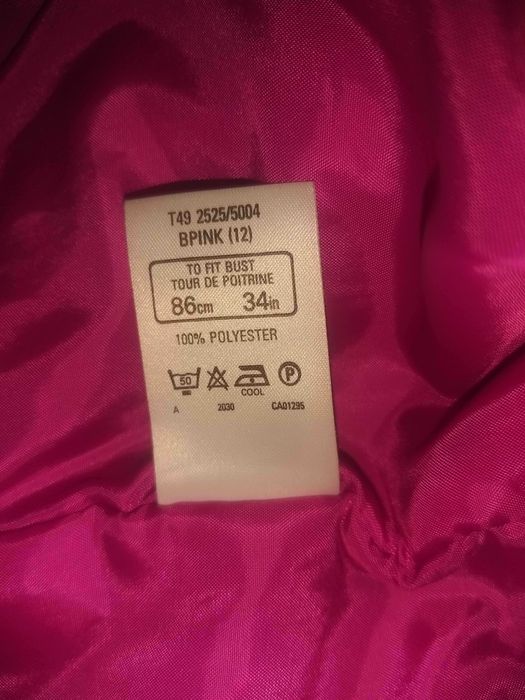 T49 2525/5004
BPINK (12)
TO FIT BUST
TOUR DE POITRINE
86cm 34in
100% POLYESTER
50 P
COOL
A 2030 CA01295